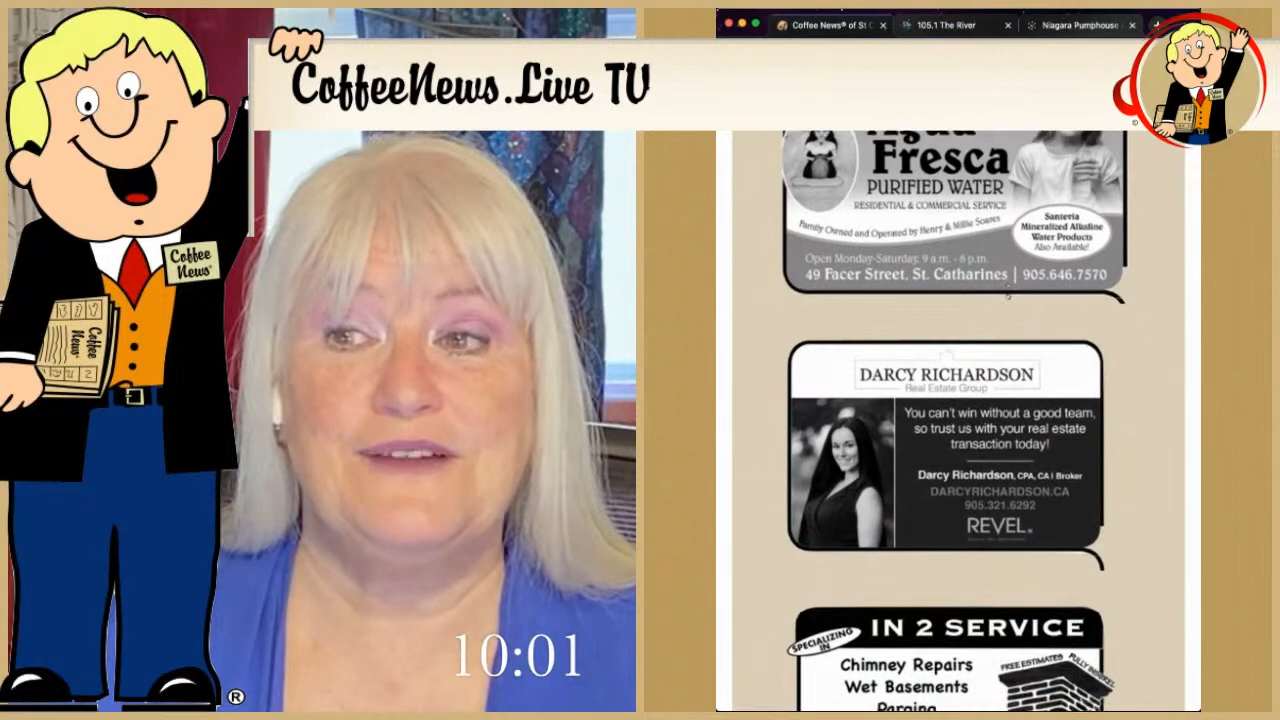 Coffee News® of St C
105.1 The River
Niagara Pumphouse
CoffeeNews.Live TV
Coffee
News®
Coffee
News
Agua
Fresca
PURIFIED WATER
RESIDENTIAL & COMMERCIAL SERVICE
Family Owned and Operated by Henry & Millie Soares
Santevia
Mineralized Alkaline
Water Products
Also Available!
Open Monday-Saturday, 9 a.m. - 6 p.m.
49 Facer Street, St. Catharines | 905.646.7570
DARCY RICHARDSON
Real Estate Group
You can't win without a good team,
so trust us with your real estate
transaction today!
Darcy Richardson, CPA, CA | Broker
DARCYRICHARDSON.CA
905.321.6292
REVEL.
IN 2 SERVICE
SPECIALIZING
IN
Chimney Repairs
Wet Basements
Parging
FREE ESTIMATES
FULLY INSURED
10:01
®